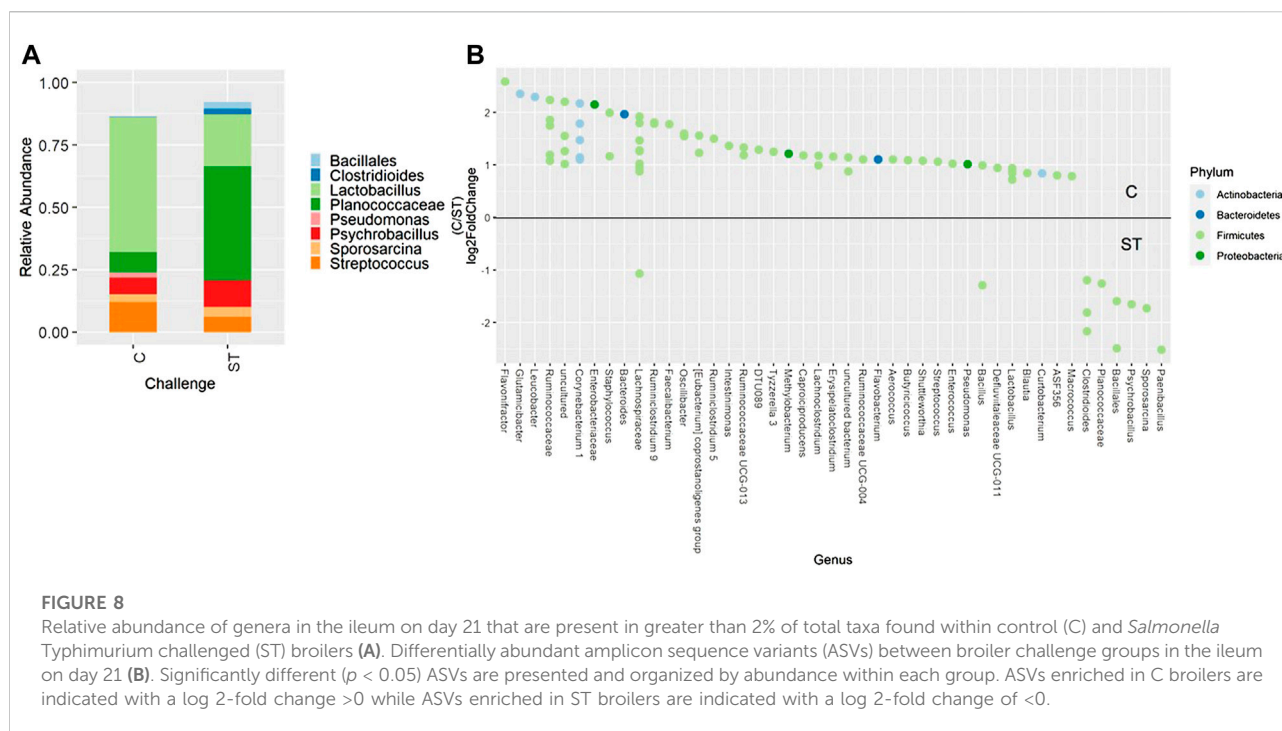 A
1.00
0.75
0.50
0.25
0.00
Relative Abundance
C
ST
Challenge
Bacillales
Clostridioides
Lactobacillus
Planococcaceae
Pseudomonas
Psychrobacillus
Sporosarcina
Streptococcus
B
2
1
0
-1
-2
(C/ST)
log2FoldChange
C
ST
Flavonifractor
Glutamicibacter
Leucobacter
Ruminococcaceae
uncultured
Corynebacterium 1
Enterobacteriaceae
Staphylococcus
Bacteroides
Lachnospiraceae
Ruminiclostridium 9
Faecalibacterium
Oscillibacter
[Eubacterium] coprostanoligenes group
Ruminiclostridium 5
Intestinimonas
Ruminococcaceae UCG-013
DTU089
Tyzzerella 3
Methylobacterium
Caproiciproducens
Lachnoclostridium
Erysipelatoclostridium
uncultured bacterium
Ruminococcaceae UCG-004
Flavobacterium
Aerococcus
Butyricicoccus
Shuttleworthia
Streptococcus
Enterococcus
Pseudomonas
Bacillus
Defluviitaleaceae UCG-011
Lactobacillus
Blautia
Curtobacterium
ASF356
Macrococcus
Clostridioides
Planococcaceae
Bacillales
Psychrobacillus
Sporosarcina
Paenibacillus
Genus
Phylum
Actinobacteria
Bacteroidetes
Firmicutes
Proteobacteria
FIGURE 8
Relative abundance of genera in the ileum on day 21 that are present in greater than 2% of total taxa found within control (C) and Salmonella
Typhimurium challenged (ST) broilers (A). Differentially abundant amplicon sequence variants (ASVs) between broiler challenge groups in the ileum
on day 21 (B). Significantly different (p < 0.05) ASVs are presented and organized by abundance within each group. ASVs enriched in C broilers are
indicated with a log 2-fold change >0 while ASVs enriched in ST broilers are indicated with a log 2-fold change of <0.